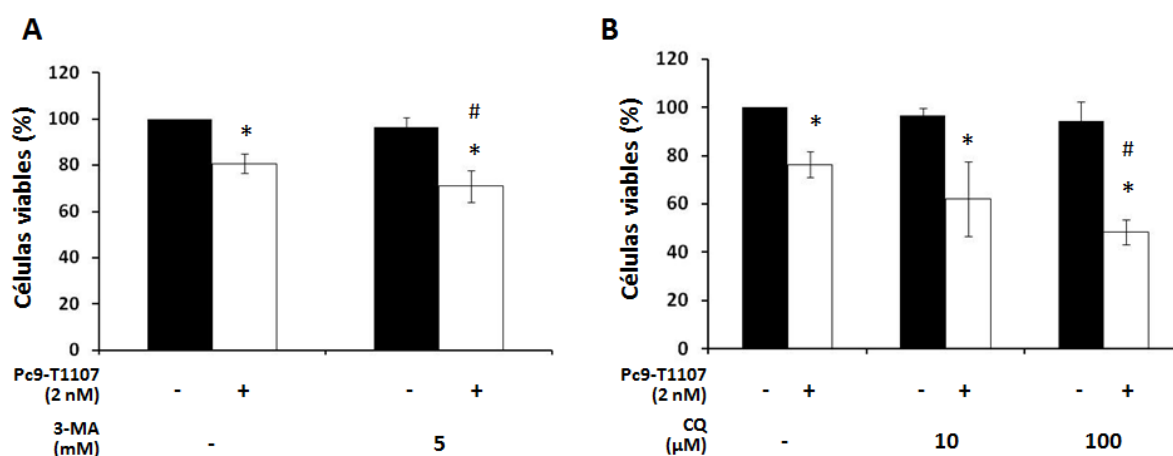 A
Células viables (%)
120
100
80
60
40
20
0
*
#
*
Pc9-T1107
(2 nM)
- + - +
3-MA
(mM)
- 5
B
Células viables (%)
120
100
80
60
40
20
0
*
*
#
*
Pc9-T1107
(2 nM)
- + - + - +
CQ
(µM)
- 10 100